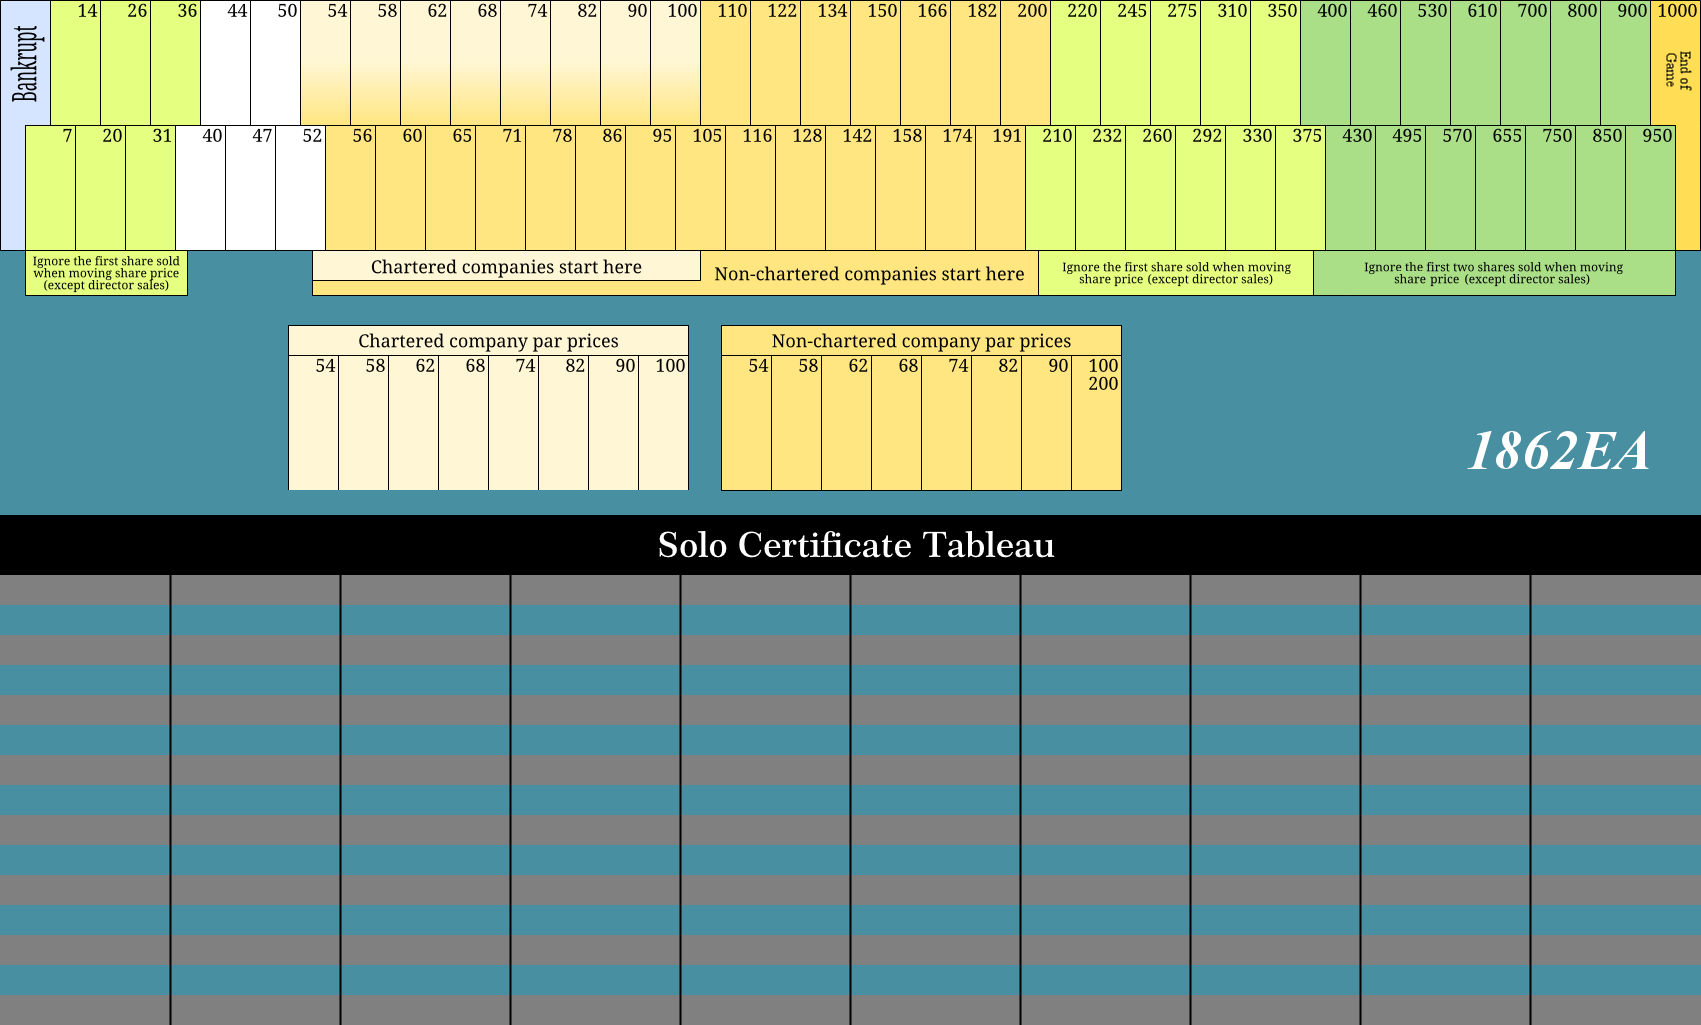 Bankrupt
14 26 36 44 50 54 58 62 68 74 82 90 100 110 122 134 150 166 182 200 220 245 275 310 350 400 460 530 610 700 800 900 1000
End of
Game
7 20 31 40 47 52 56 60 65 71 78 86 95 105 116 128 142 158 174 191 210 232 260 292 330 375 430 495 570 655 750 850 950
Ignore the first share sold
when moving share price
(except director sales)
Chartered companies start here
Non-chartered companies start here
Ignore the first share sold when moving
share price (except director sales)
Ignore the first two shares sold when moving
share price (except director sales)
Chartered company par prices
54 58 62 68 74 82 90 100
Non-chartered company par prices
54 58 62 68 74 82 90 100
200
1862EA
Solo Certificate Tableau